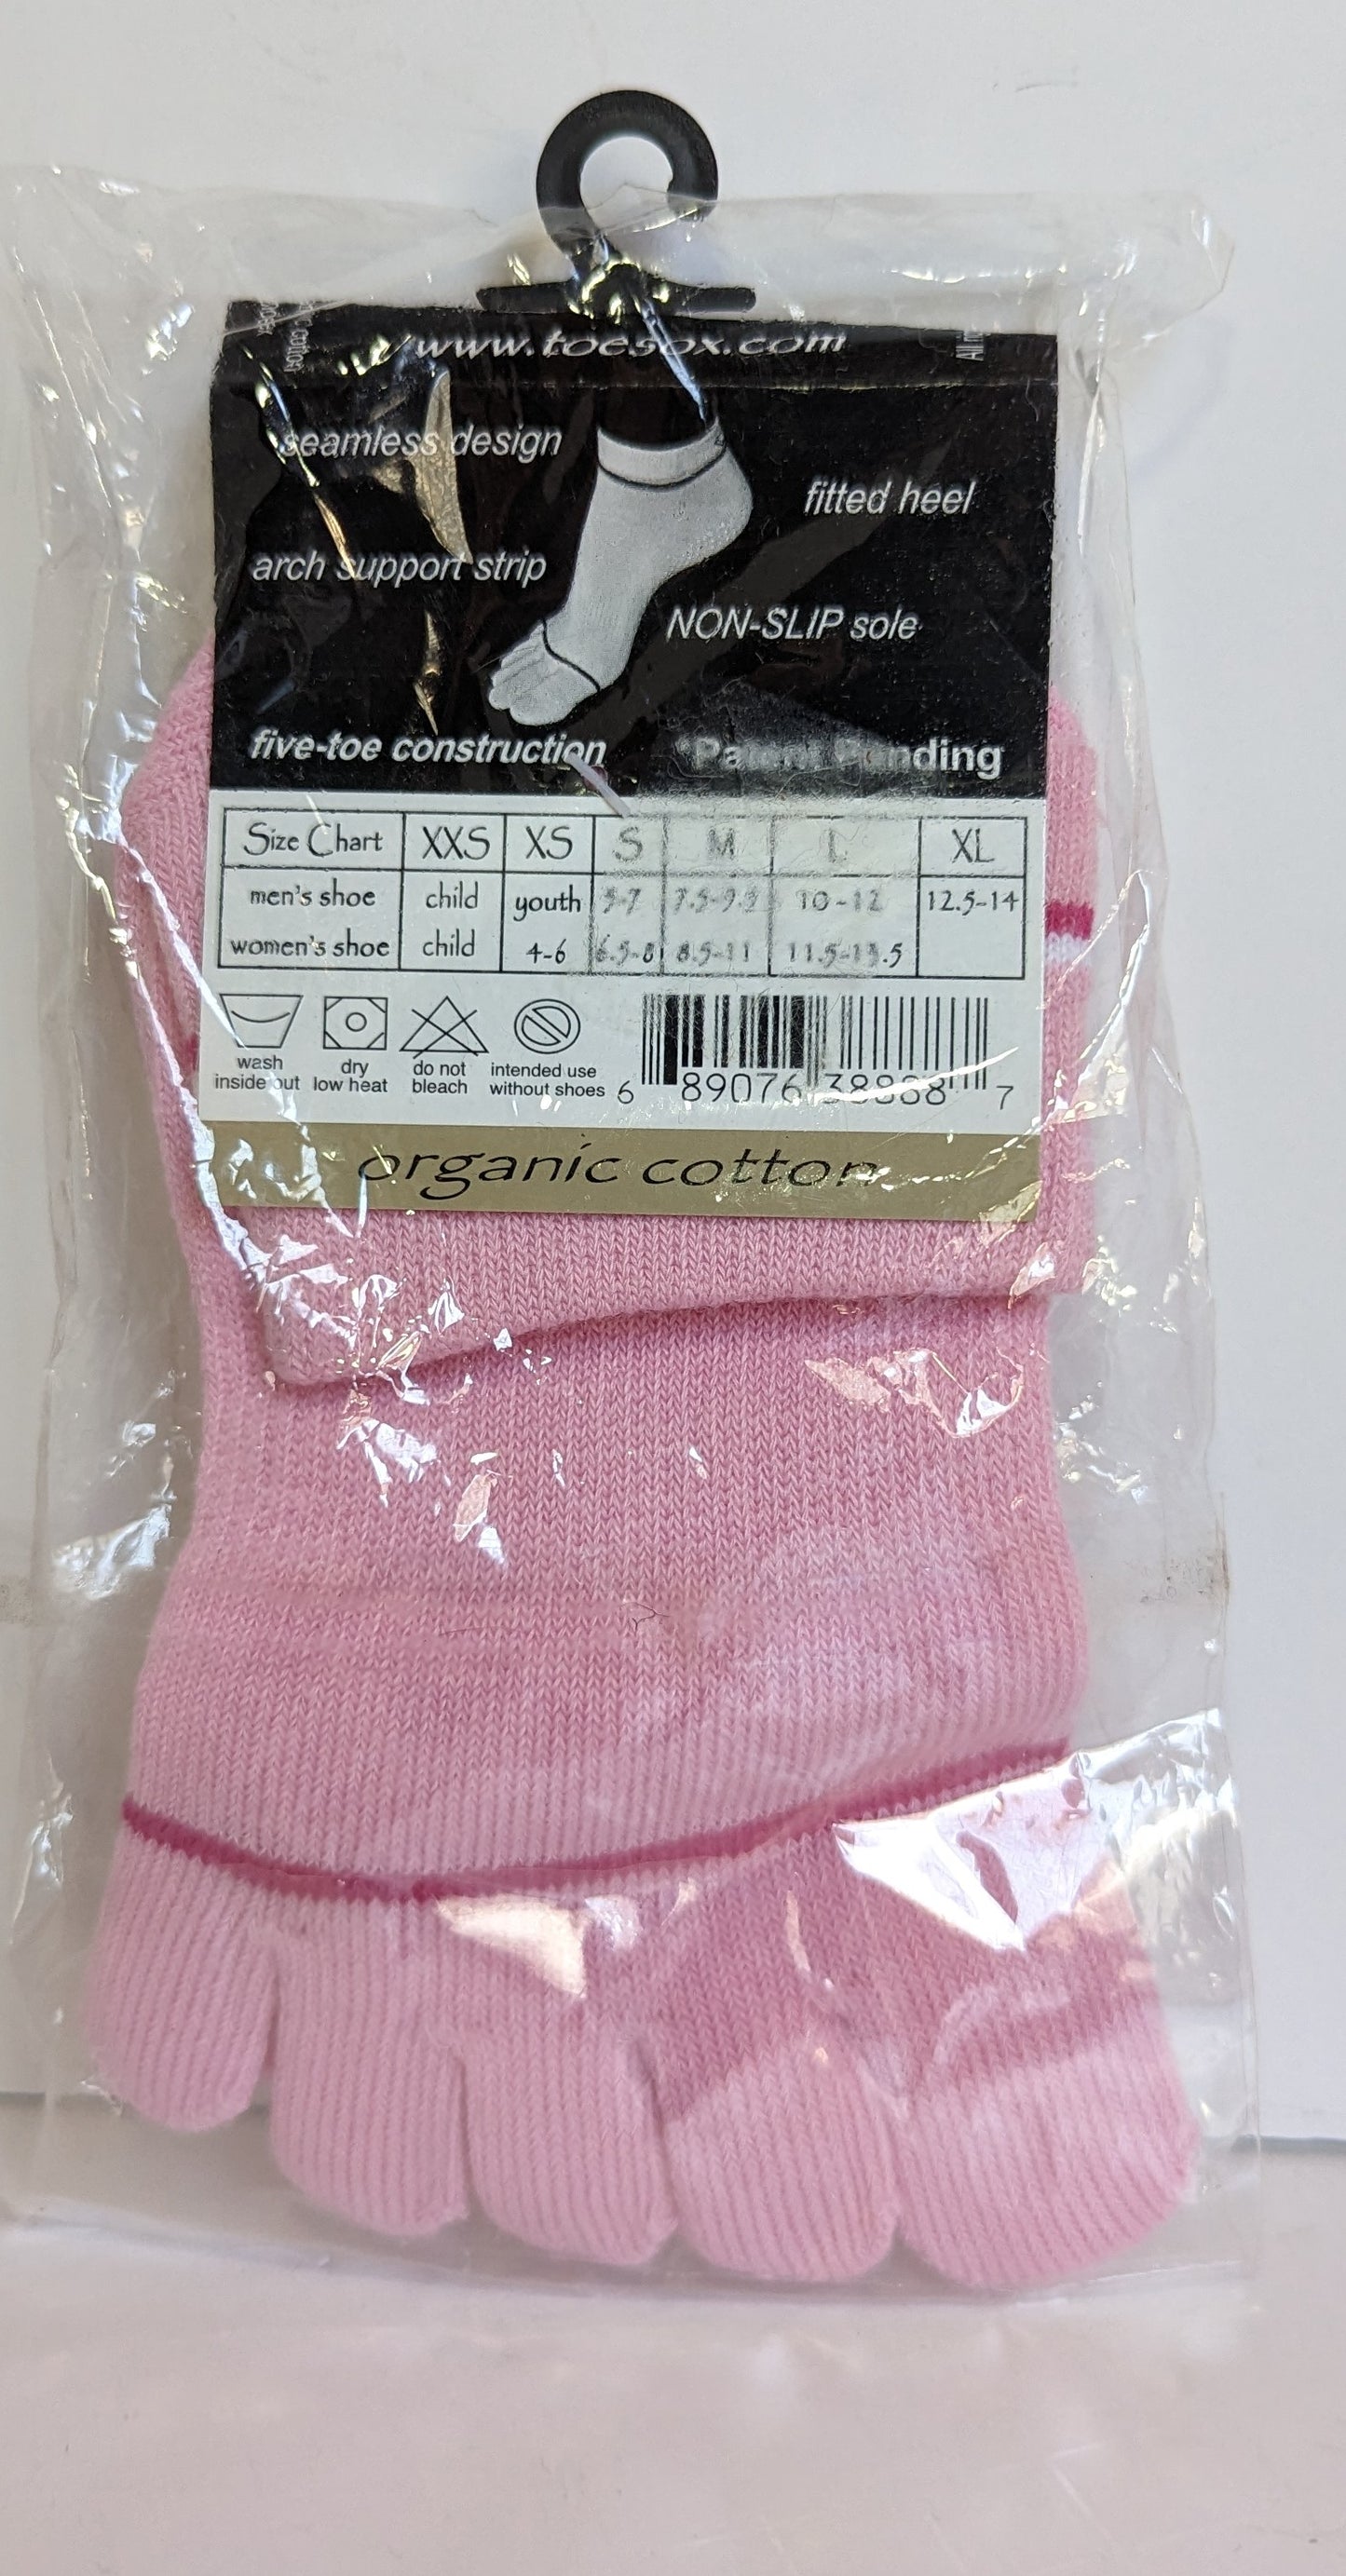 www.toesox.com
seamless design
fitted heel
arch support strip
NON-SLIP sole
five-toe construction
*Patent Pending
Size Chart XXS XS S M L XL
men's shoe child youth 5-7 7.5-9.5 10-12 12.5-14
women's shoe child 4-6 6.5-8 8.5-11 11.5-13.5
wash inside out
dry low heat
do not bleach
intended use without shoes
6 89076 38888 7
organic cotton